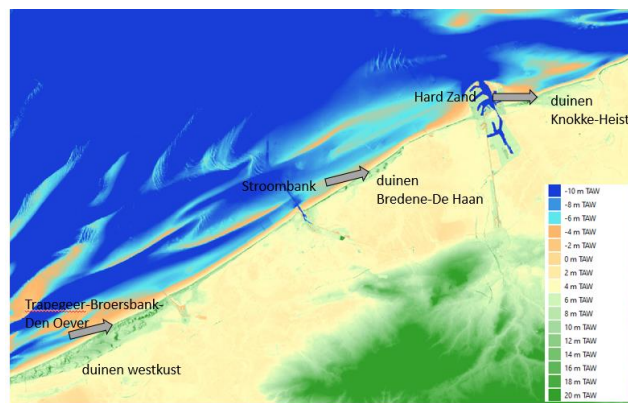 Hard Zand
duinen
Knokke-Heist
Stroombank
duinen
Bredene-De Haan
Trapegeer-Broersbank-
Den Oever
duinen westkust
-10 m TAW
-8 m TAW
-6 m TAW
-4 m TAW
-2 m TAW
0 m TAW
2 m TAW
4 m TAW
6 m TAW
8 m TAW
10 m TAW
12 m TAW
14 m TAW
16 m TAW
18 m TAW
20 m TAW